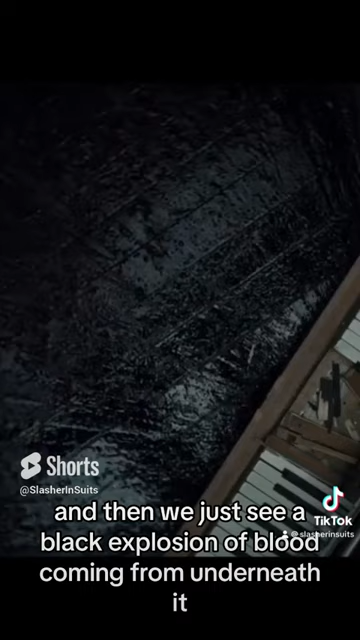 Shorts
@SlasherInSuits
TikTok
@slasherinsuits
and then we just see a
black explosion of blood
coming from underneath
it